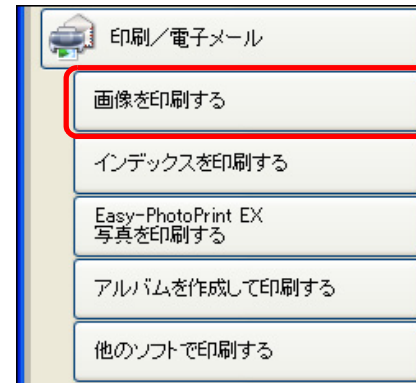 印刷／電子メール
画像を印刷する
インデックスを印刷する
Easy-PhotoPrint EX
写真を印刷する
アルバムを作成して印刷する
他のソフトで印刷する